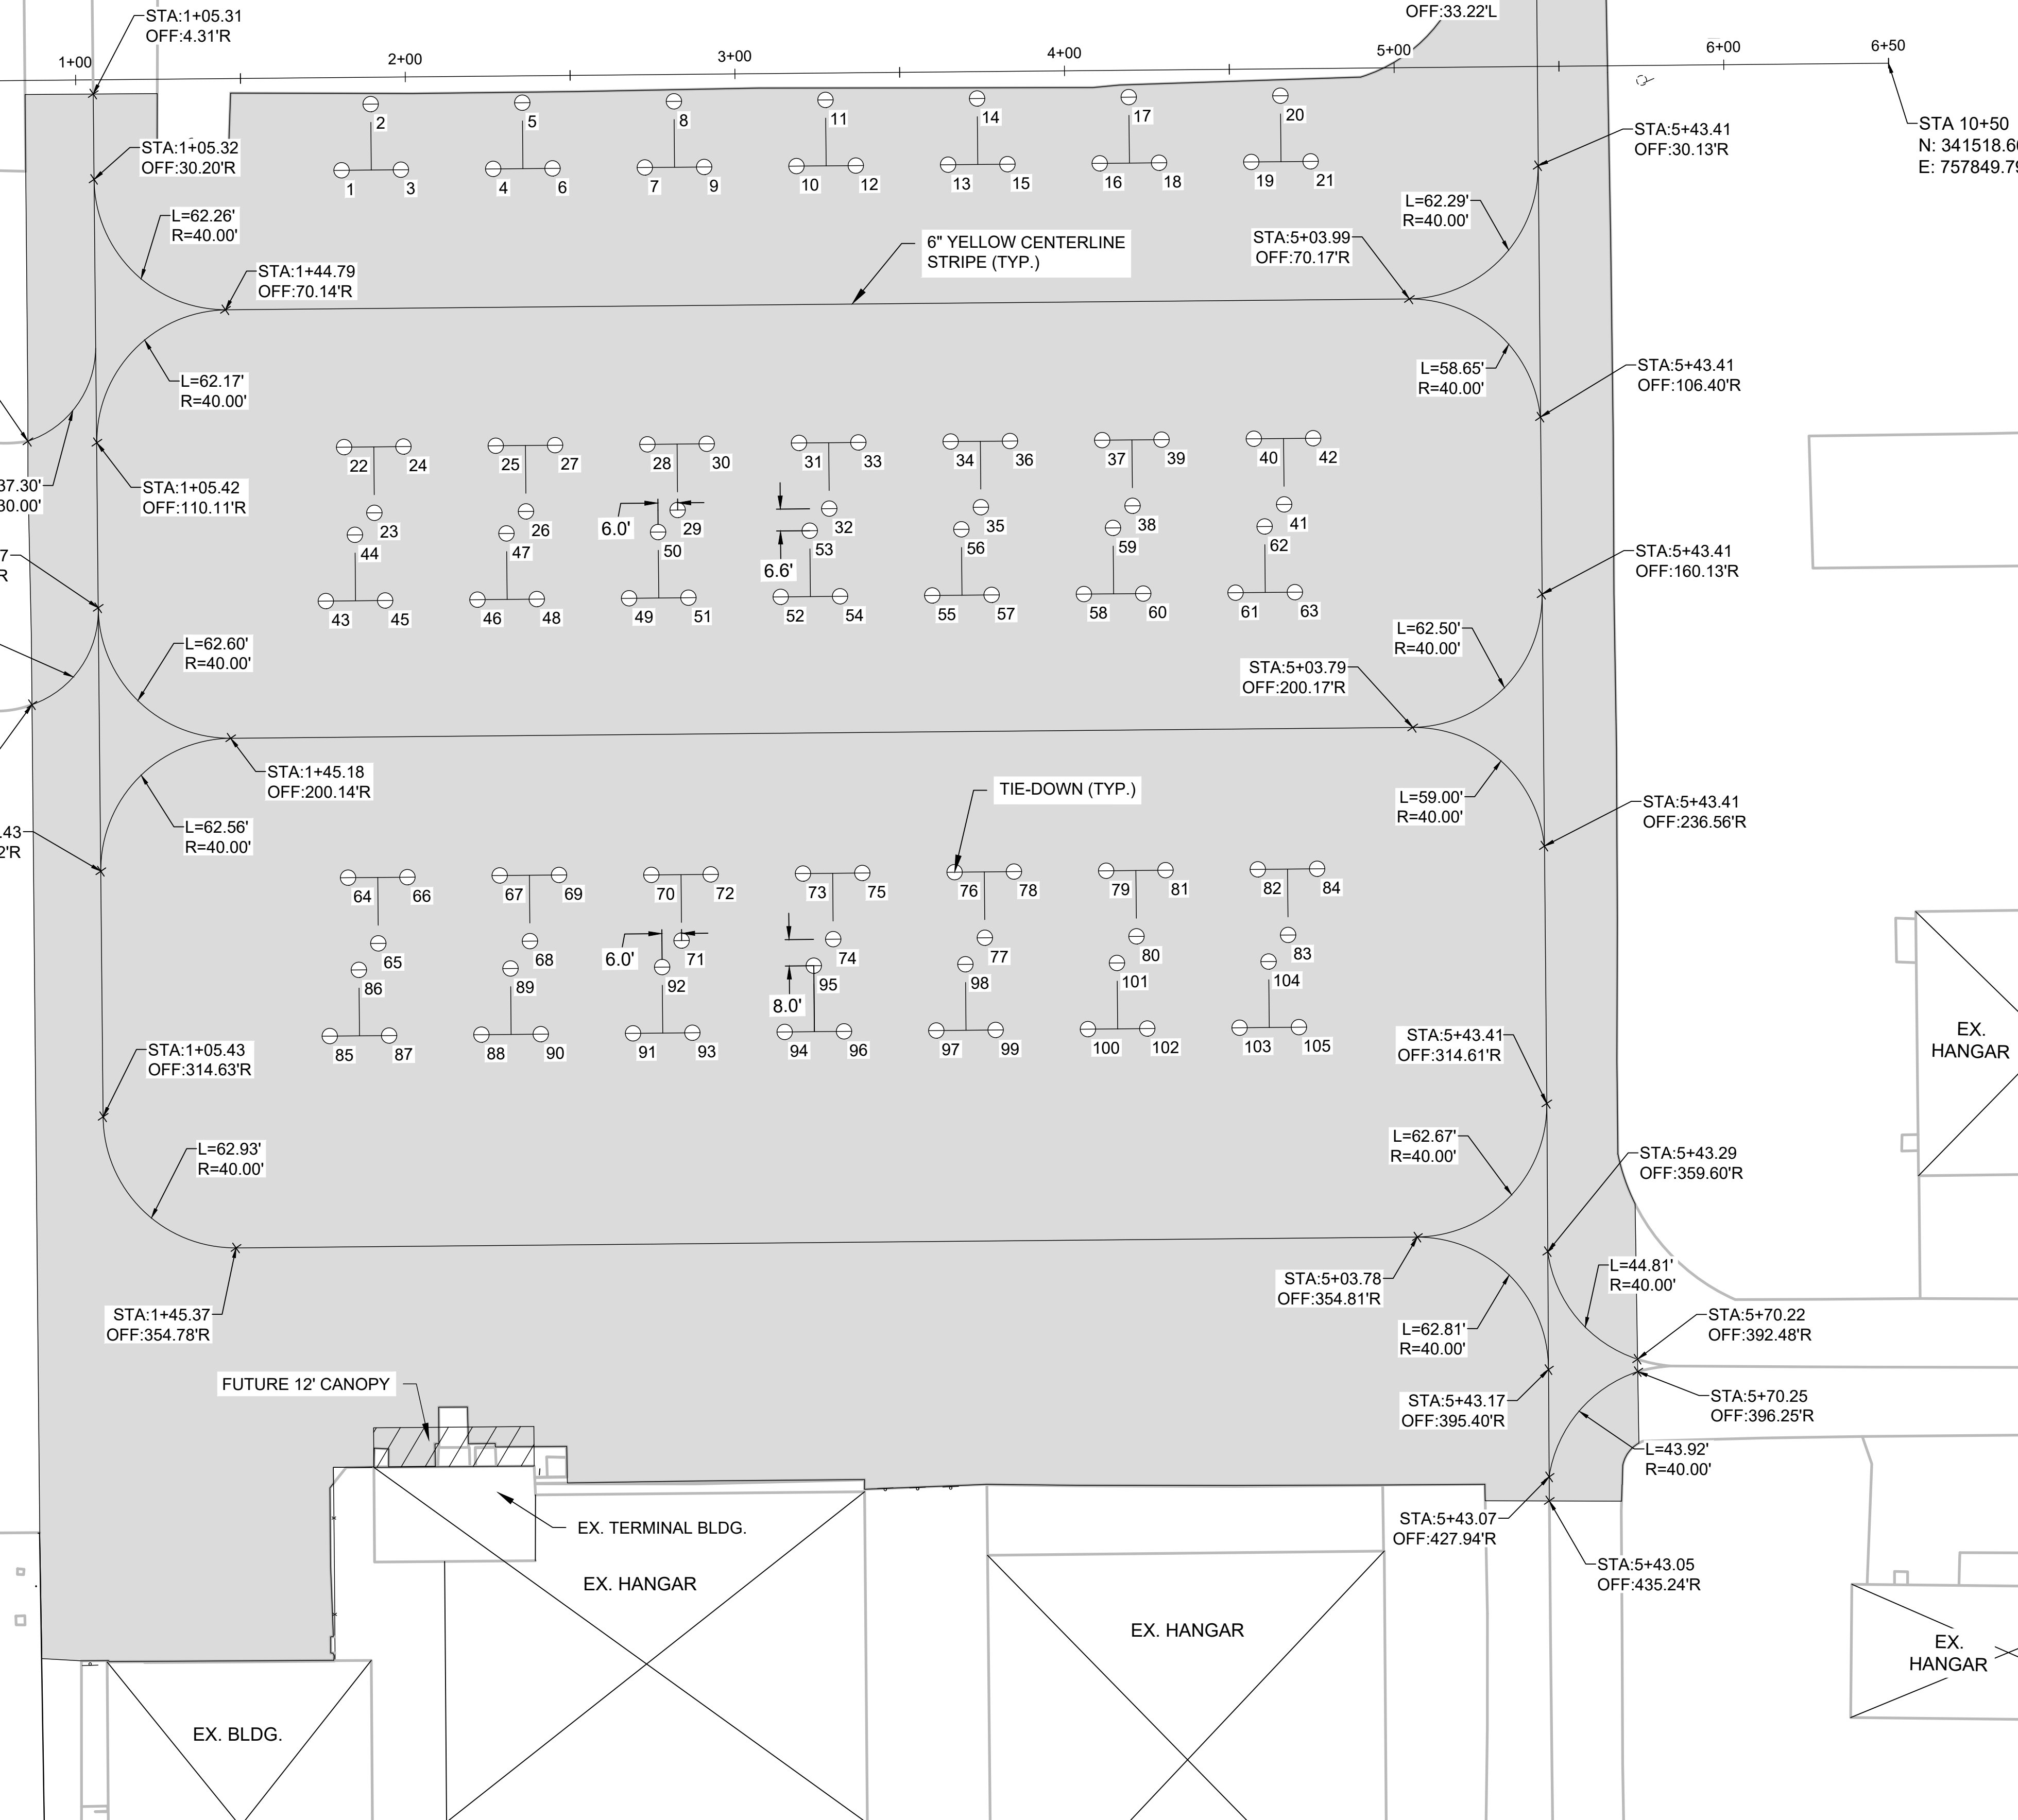 STA:1+05.31
OFF:4.31'R
OFF:33.22'L
1+00
2+00
3+00
4+00
5+00
6+00
6+50
STA 10+50
N: 341518.6
E: 757849.79
STA:1+05.32
OFF:30.20'R
STA:5+43.41
OFF:30.13'R
2
5
8
11
14
17
20
1
3
4
6
7
9
10
12
13
15
16
18
19
21
L=62.26'
R=40.00'
L=62.29'
R=40.00'
6" YELLOW CENTERLINE
STRIPE (TYP.)
STA:5+03.99
OFF:70.17'R
STA:1+44.79
OFF:70.14'R
L=62.17'
R=40.00'
L=58.65'
R=40.00'
STA:5+43.41
OFF:106.40'R
22
24
25
27
28
30
31
33
34
36
37
39
40
42
37.30'
30.00'
STA:1+05.42
OFF:110.11'R
6.0'
23
26
29
32
35
38
41
44
47
50
53
56
59
62
6.6'
STA:5+43.41
OFF:160.13'R
7
R
43
45
46
48
49
51
52
54
55
57
58
60
61
63
L=62.60'
R=40.00'
L=62.50'
R=40.00'
STA:5+03.79
OFF:200.17'R
STA:1+45.18
OFF:200.14'R
TIE-DOWN (TYP.)
L=59.00'
R=40.00'
STA:5+43.41
OFF:236.56'R
.43
2'R
L=62.56'
R=40.00'
64
66
67
69
70
72
73
75
76
78
79
81
82
84
6.0'
65
68
71
74
77
80
83
86
89
92
95
98
101
104
8.0'
85
87
88
90
91
93
94
96
97
99
100
102
103
105
STA:1+05.43
OFF:314.63'R
STA:5+43.41
OFF:314.61'R
EX.
HANGAR
L=62.93'
R=40.00'
L=62.67'
R=40.00'
STA:5+43.29
OFF:359.60'R
STA:1+45.37
OFF:354.78'R
STA:5+03.78
OFF:354.81'R
L=44.81'
R=40.00'
L=62.81'
R=40.00'
STA:5+70.22
OFF:392.48'R
FUTURE 12' CANOPY
STA:5+43.17
OFF:395.40'R
STA:5+70.25
OFF:396.25'R
L=43.92'
R=40.00'
EX. TERMINAL BLDG.
STA:5+43.07
OFF:427.94'R
STA:5+43.05
OFF:435.24'R
EX. HANGAR
EX. HANGAR
EX.
HANGAR
EX. BLDG.